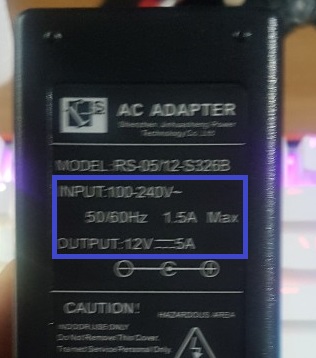 AC ADAPTER
Shenzhen Jinhuasheng Power
Technology Co.,Ltd
MODEL:RS-05/12-S326B
INPUT:100-240V~
50/60Hz 1.5A Max
OUTPUT:12V⎓5A
CAUTION!
HAZARDOUS AREA
INDOOR USE ONLY
Do Not Remove This Cover.
Trained Service Personal Only.